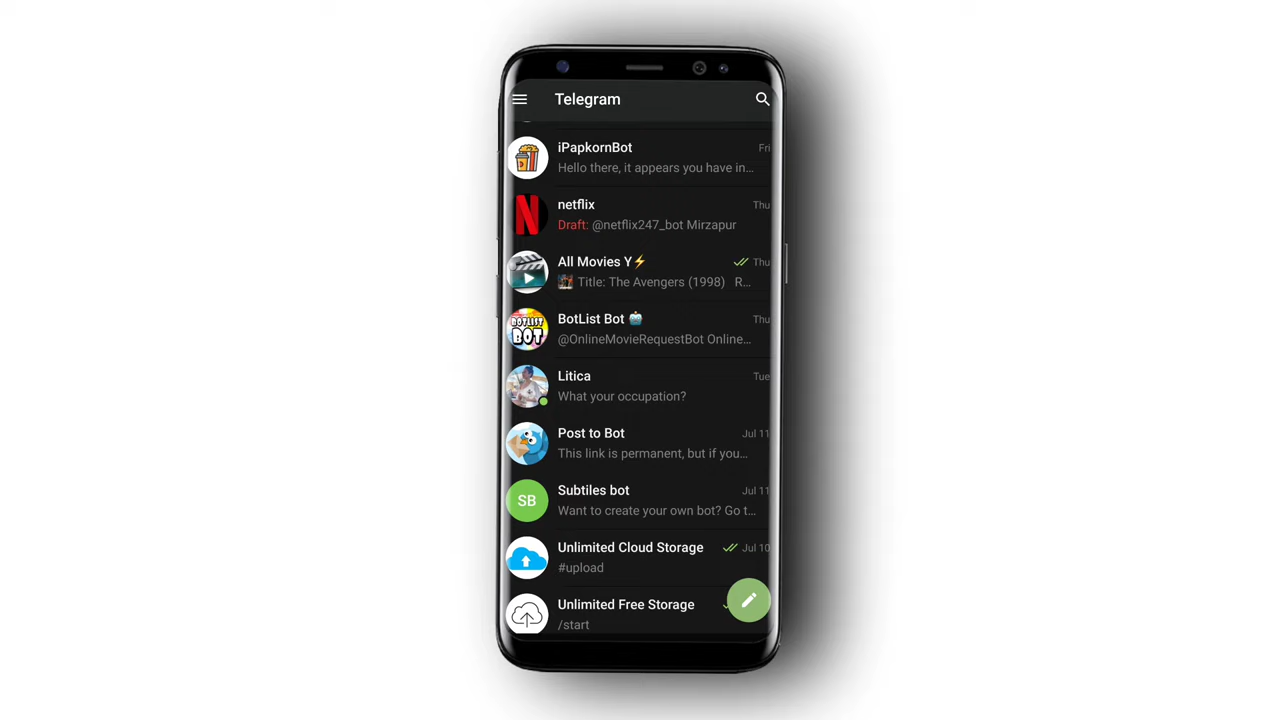 Telegram
iPapkornBot Fri
Hello there, it appears you have in...
netflix Thu
Draft: @netflix247_bot Mirzapur
All Movies Y⚡ Thu
Title: The Avengers (1998) R...
BOTLIST
BOT
BotList Bot 🤖 Thu
@OnlineMovieRequestBot Online...
Litica Tue
What your occupation?
Post to Bot Jul 11
This link is permanent, but if you...
SB
Subtiles bot Jul 11
Want to create your own bot? Go t...
Unlimited Cloud Storage Jul 10
#upload
Unlimited Free Storage
/start